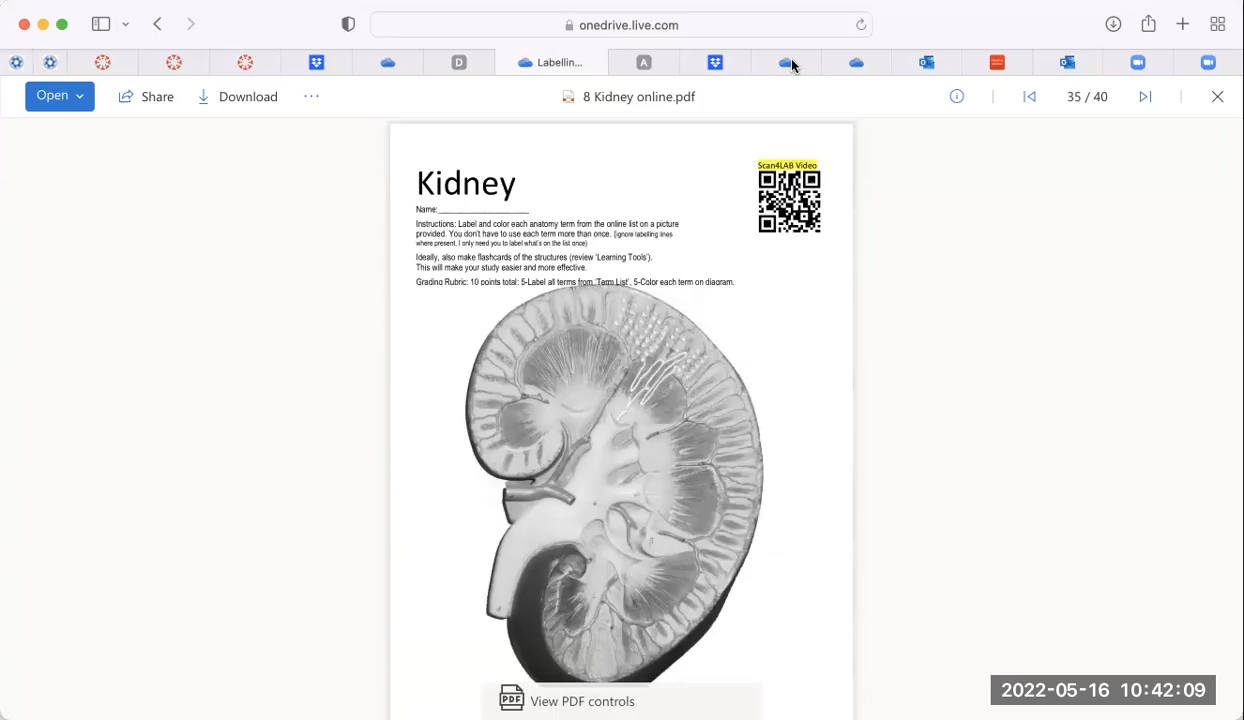 onedrive.live.com
D
Labellin...
A
Open
Share
Download
8 Kidney online.pdf
35 / 40
Scan4LAB Video
Kidney
Name:____________________
Instructions: Label and color each anatomy term from the online list on a picture
provided. You don't have to use each term more than once. (Ignore labelling lines
where present, I only need you to label what's on the list once)
Ideally, also make flashcards of the structures (review 'Learning Tools').
This will make your study easier and more effective.
Grading Rubric: 10 points total: 5-Label all terms from 'Term List', 5-Color each term on diagram.
PDF
View PDF controls
2022-05-16 10:42:09